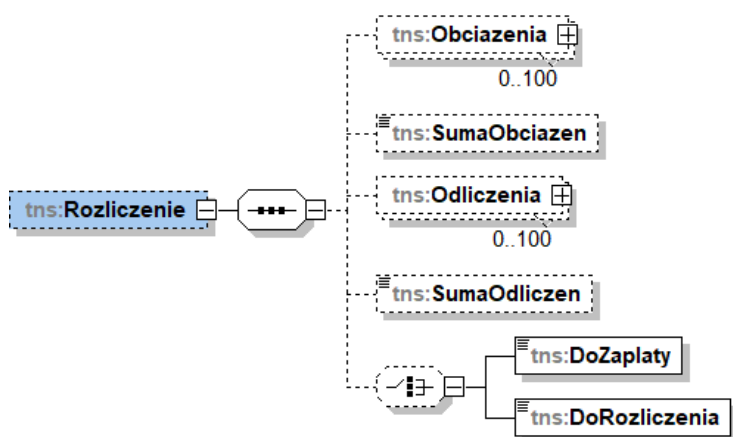 tns:Obciazenia
0..100
tns:SumaObciazen
tns:Odliczenia
tns:Rozliczenie
0..100
tns:SumaOdliczen
tns:DoZaplaty
tns:DoRozliczenia